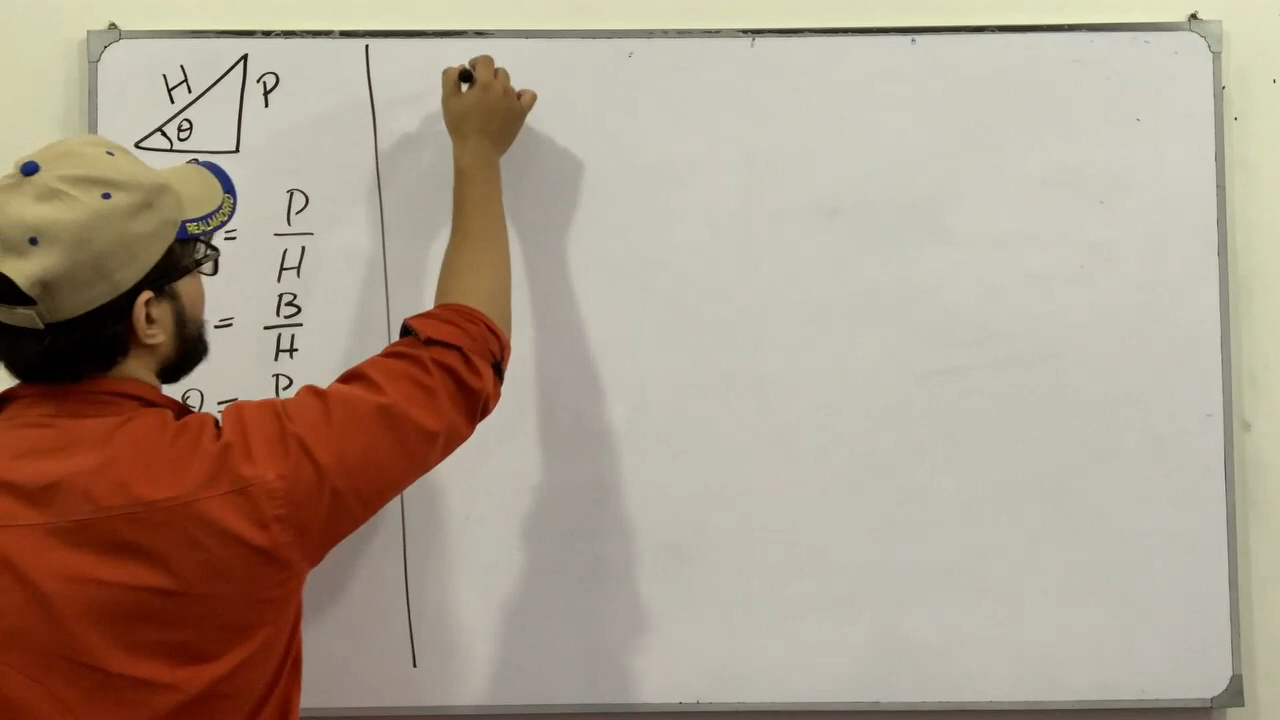 H
P
θ
REALMADRID
= P
H
= B
H
θ = P